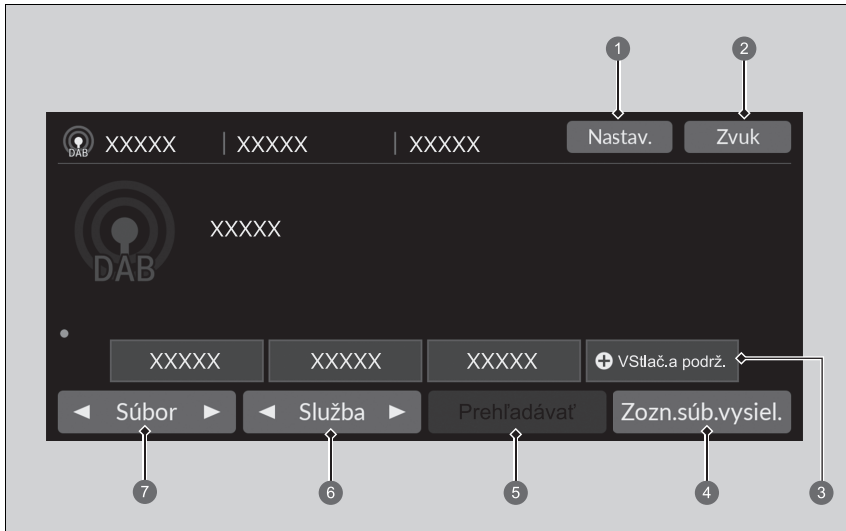 1 2
DAB XXXXX | XXXXX | XXXXX Nastav. Zvuk
XXXXX
DAB
XXXXX XXXXX XXXXX VStlač.a podrž.
Súbor Služba Prehľadávať Zozn.súb.vysiel.
7 6 5 4 3